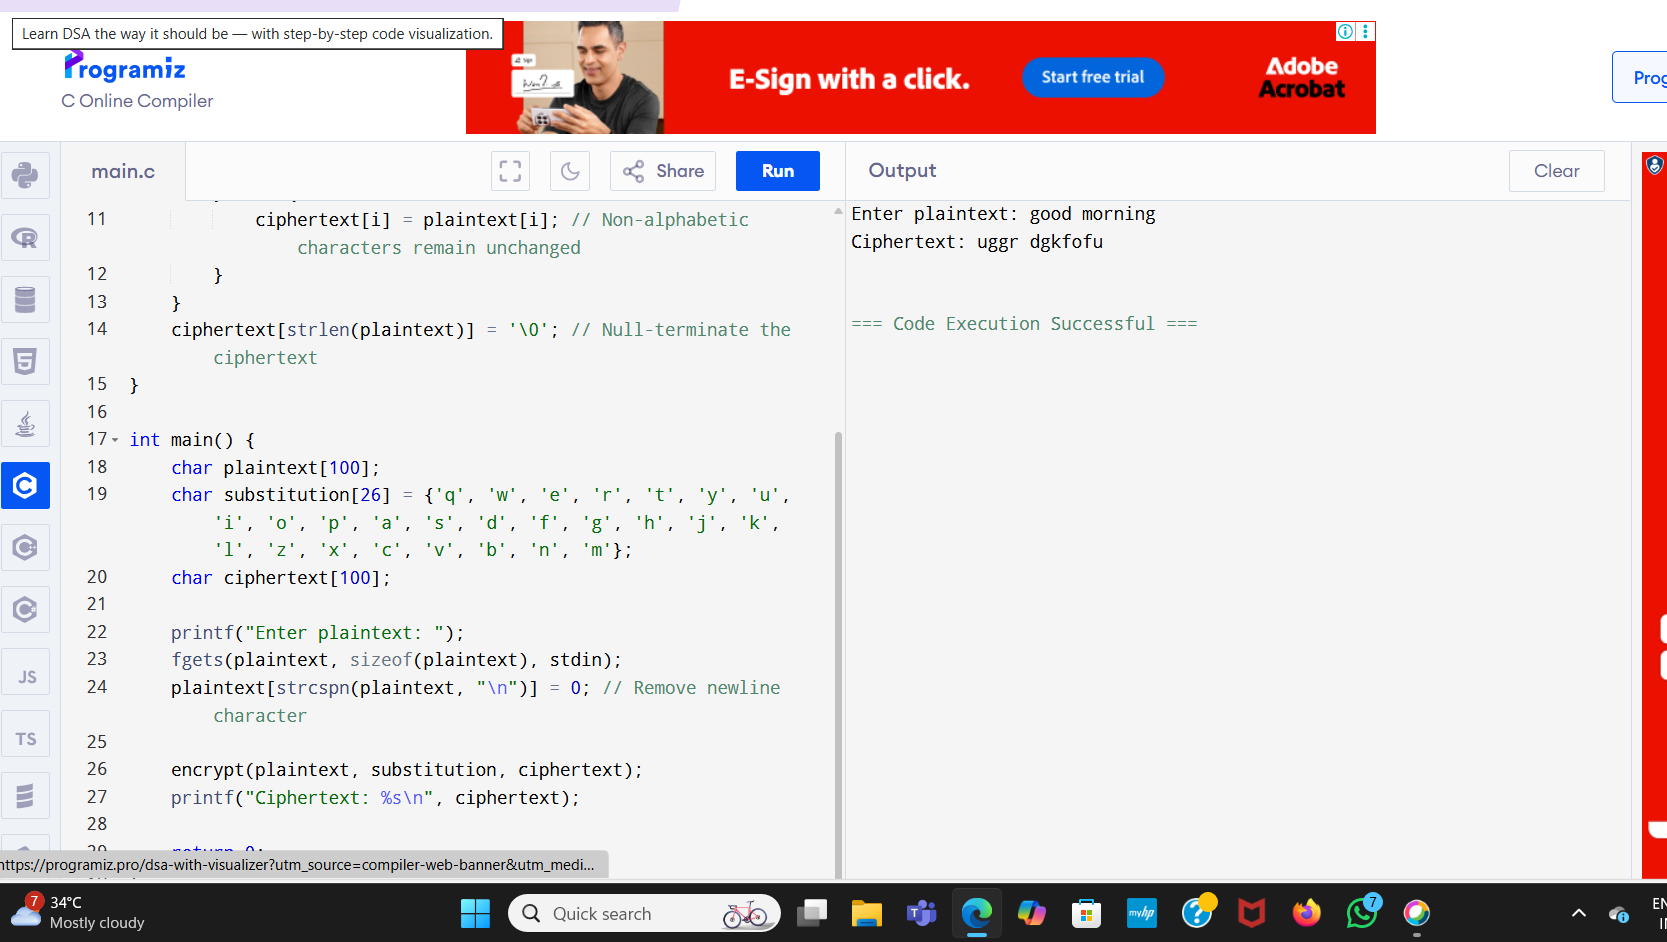 Learn DSA the way it should be — with step-by-step code visualization.
Programiz
C Online Compiler
E-Sign with a click.
Start free trial
Adobe
Acrobat
main.c
Share
Run
Output
Clear
11 ciphertext[i] = plaintext[i]; // Non-alphabetic
characters remain unchanged
12 }
13 }
14 ciphertext[strlen(plaintext)] = '\0'; // Null-terminate the
ciphertext
15 }
16
17 int main() {
18 char plaintext[100];
19 char substitution[26] = {'q', 'w', 'e', 'r', 't', 'y', 'u',
'i', 'o', 'p', 'a', 's', 'd', 'f', 'g', 'h', 'j', 'k',
'l', 'z', 'x', 'c', 'v', 'b', 'n', 'm'};
20 char ciphertext[100];
21
22 printf("Enter plaintext: ");
23 fgets(plaintext, sizeof(plaintext), stdin);
24 plaintext[strcspn(plaintext, "\n")] = 0; // Remove newline
character
25
26 encrypt(plaintext, substitution, ciphertext);
27 printf("Ciphertext: %s\n", ciphertext);
28
29 return 0;
Enter plaintext: good morning
Ciphertext: uggr dgkfofu
=== Code Execution Successful ===
JS
TS
https://programiz.pro/dsa-with-visualizer?utm_source=compiler-web-banner&utm_medi...
7
34°C
Mostly cloudy
Quick search
myhp
7